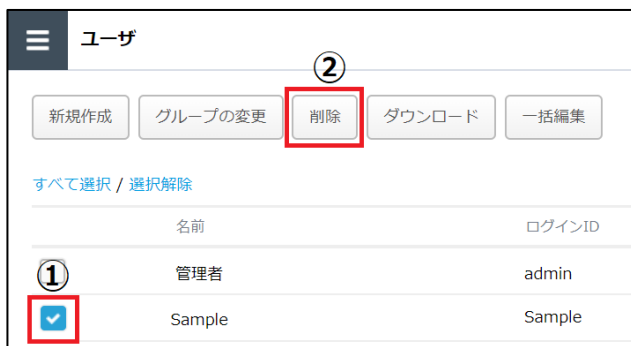 ユーザ
②
新規作成 グループの変更 削除 ダウンロード 一括編集
すべて選択 / 選択解除
名前 ログインID
① 管理者 admin
Sample Sample